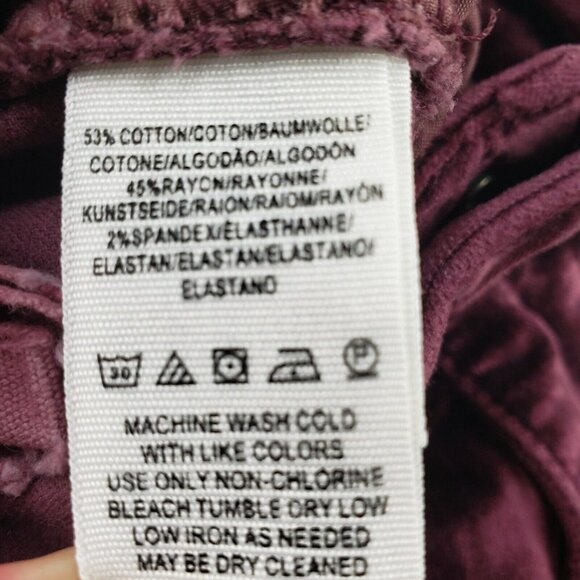 53% COTTON/COTON/BAUMWOLLE/
COTONE/ALGODÃO/ALGODÓN
45%RAYON/RAYONNE/
KUNSTSEIDE/RAION/RAJOM/RAYÓN
2%SPANDEX/ÉLASTHANNE/
ELASTAN/ELASTAN/ELASTANO/
ELASTANO
30 P
MACHINE WASH COLD
WITH LIKE COLORS
USE ONLY NON-CHLORINE
BLEACH TUMBLE DRY LOW
LOW IRON AS NEEDED
MAY BE DRY CLEANED